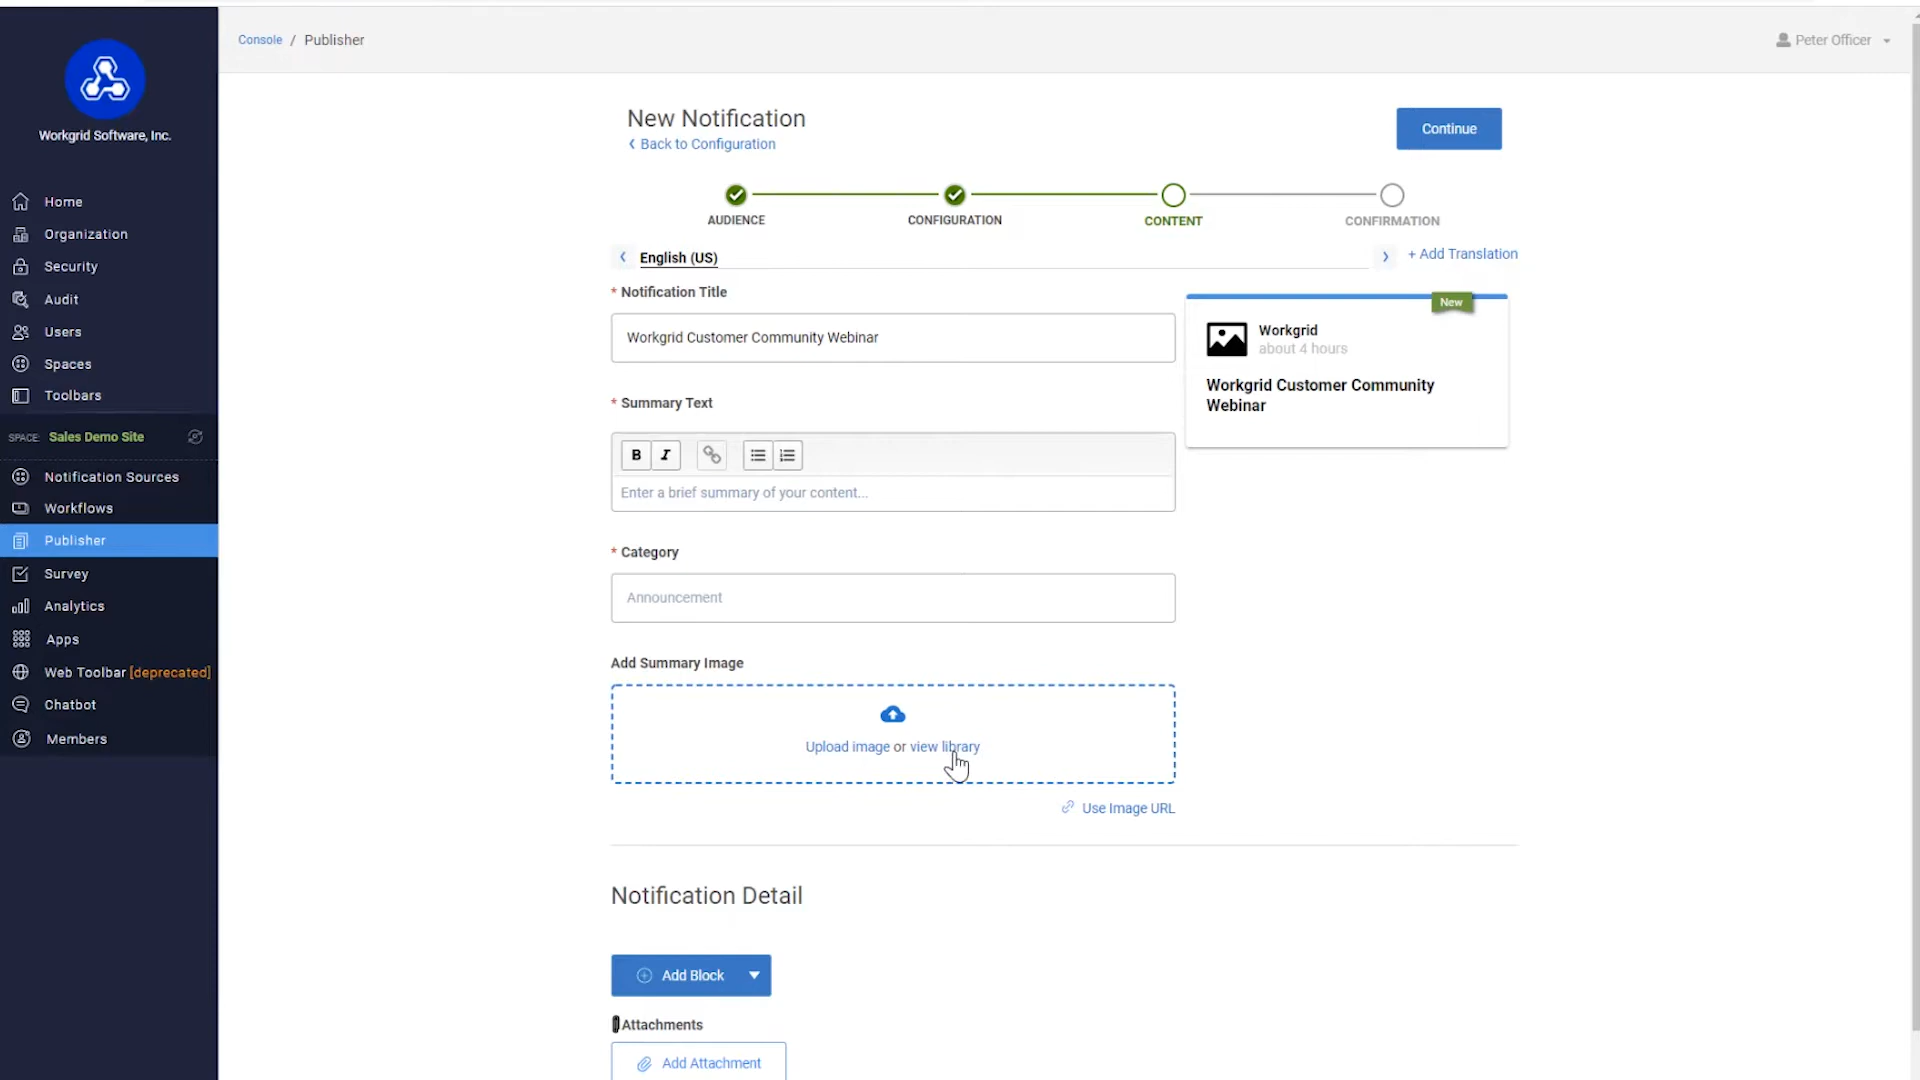 Console / Publisher
Peter Officer
Workgrid Software, Inc.
Home
Organization
Security
Audit
Users
Spaces
Toolbars
SPACE: Sales Demo Site
Notification Sources
Workflows
Publisher
Survey
Analytics
Apps
Web Toolbar [deprecated]
Chatbot
Members
New Notification
Back to Configuration
Continue
AUDIENCE
CONFIGURATION
CONTENT
CONFIRMATION
English (US)
+ Add Translation
* Notification Title
Workgrid Customer Community Webinar
* Summary Text
B I
Enter a brief summary of your content...
* Category
Announcement
Add Summary Image
Upload image or view library
Use Image URL
New
Workgrid
about 4 hours
Workgrid Customer Community
Webinar
Notification Detail
Add Block
Attachments
Add Attachment